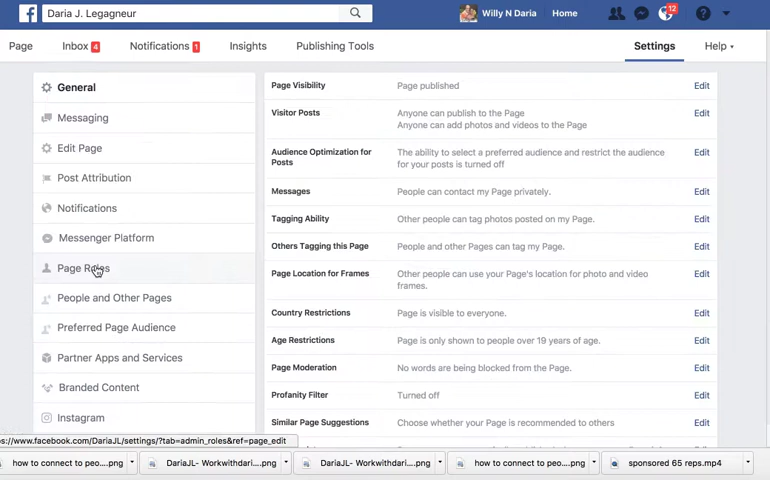 f Daria J. Legagneur Willy N Daria Home 12
Page Inbox 4 Notifications 1 Insights Publishing Tools Settings Help
General
Messaging
Edit Page
Post Attribution
Notifications
Messenger Platform
Page Roles
People and Other Pages
Preferred Page Audience
Partner Apps and Services
Branded Content
Instagram
Page Visibility Page published Edit
Visitor Posts Anyone can publish to the Page Edit
Anyone can add photos and videos to the Page
Audience Optimization for The ability to select a preferred audience and restrict the audience Edit
Posts for your posts is turned off
Messages People can contact my Page privately. Edit
Tagging Ability Other people can tag photos posted on my Page. Edit
Others Tagging this Page People and other Pages can tag my Page. Edit
Page Location for Frames Other people can use your Page's location for photo and video Edit
frames.
Country Restrictions Page is visible to everyone. Edit
Age Restrictions Page is only shown to people over 19 years of age. Edit
Page Moderation No words are being blocked from the Page. Edit
Profanity Filter Turned off Edit
Similar Page Suggestions Choose whether your Page is recommended to others Edit
ps://www.facebook.com/DariaJL/settings/?tab=admin_roles&ref=page_edit
how to connect to peo....png DariaJL- Workwithdari....png DariaJL- Workwithdari....png how to connect to peo....png sponsored 65 reps.mp4